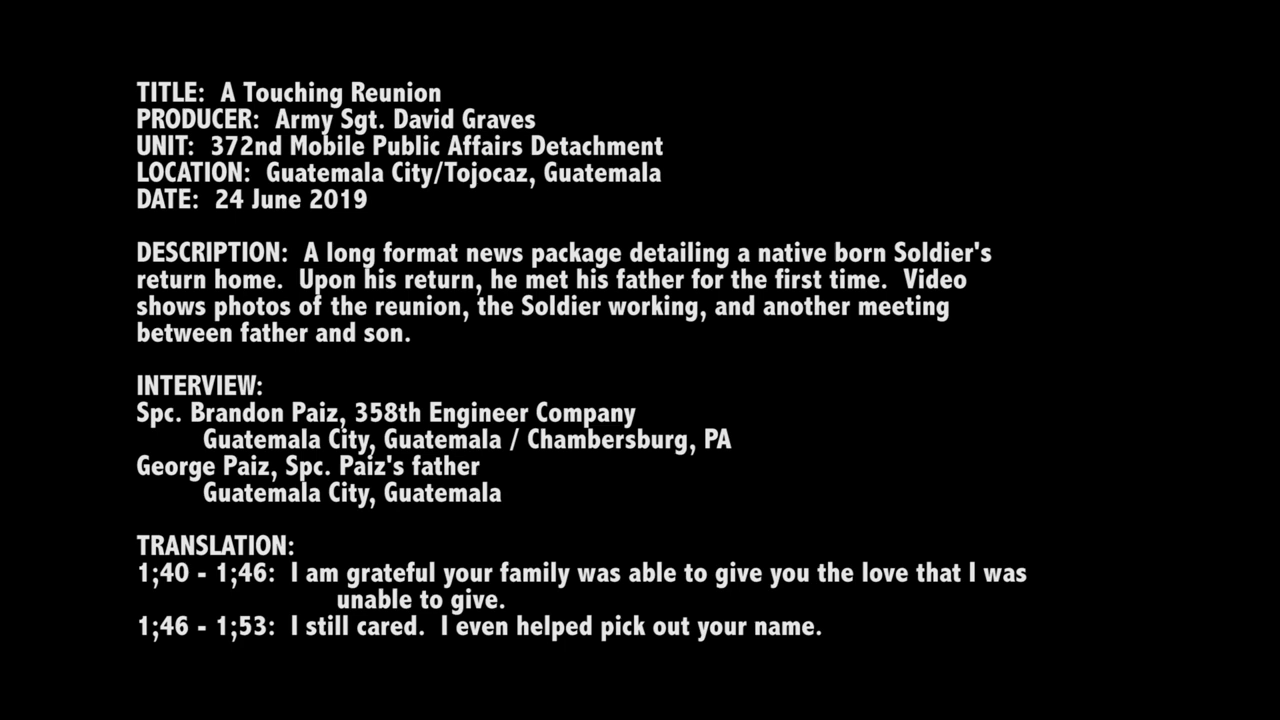 TITLE:  A Touching Reunion
PRODUCER:  Army Sgt. David Graves
UNIT:  372nd Mobile Public Affairs Detachment
LOCATION:  Guatemala City/Tojocaz, Guatemala
DATE:  24 June 2019
DESCRIPTION:  A long format news package detailing a native born Soldier's
return home.  Upon his return, he met his father for the first time.  Video
shows photos of the reunion, the Soldier working, and another meeting
between father and son.
INTERVIEW:
Spc. Brandon Paiz, 358th Engineer Company
Guatemala City, Guatemala / Chambersburg, PA
George Paiz, Spc. Paiz's father
Guatemala City, Guatemala
TRANSLATION:
1;40 - 1;46:  I am grateful your family was able to give you the love that I was
unable to give.
1;46 - 1;53:  I still cared.  I even helped pick out your name.